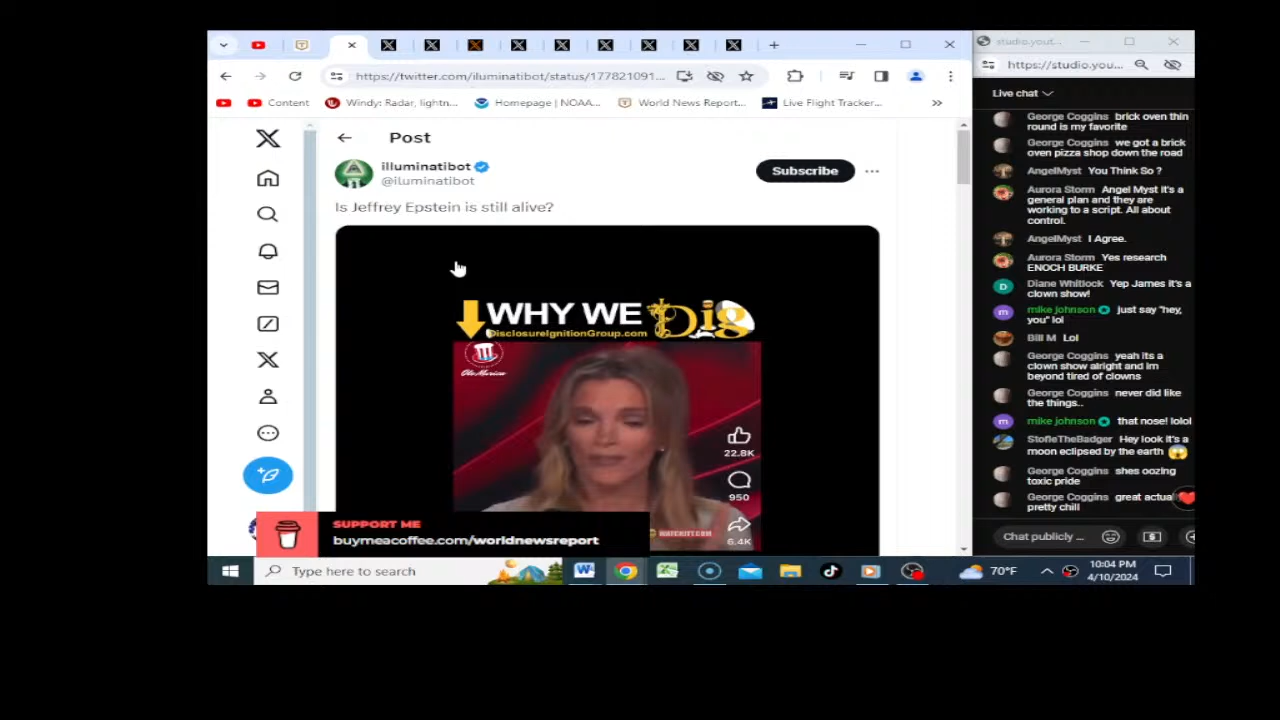 https://twitter.com/iluminatibot/status/177821091...
Content
Windy: Radar, lightn...
Homepage | NOAA...
World News Report...
Live Flight Tracker...
Post
illuminatibot
@iluminatibot
Subscribe
Is Jeffrey Epstein is still alive?
WHY WE Dig
DisclosureIgnitionGroup.com
22.8K
950
6.4K
SUPPORT ME
buymeacoffee.com/worldnewsreport
studio.yout...
https://studio.you...
Live chat
George Coggins brick oven thin
round is my favorite
George Coggins we got a brick
oven pizza shop down the road
AngelMyst You Think So ?
Aurora Storm Angel Myst it's a
general plan and they are
working to a script. All about
control.
AngelMyst I Agree.
Aurora Storm Yes research
ENOCH BURKE
Diane Whitlock Yep James it's a
clown show!
mike johnson just say "hey,
you" lol
Bill M Lol
George Coggins yeah its a
clown show alright and im
beyond tired of clowns
George Coggins never did like
the things..
mike johnson that nose! lolol
StofleTheBadger Hey look it's a
moon eclipsed by the earth
George Coggins shes oozing
toxic pride
George Coggins great actual
pretty chill
Chat publicly ...
Type here to search
70°F
10:04 PM
4/10/2024